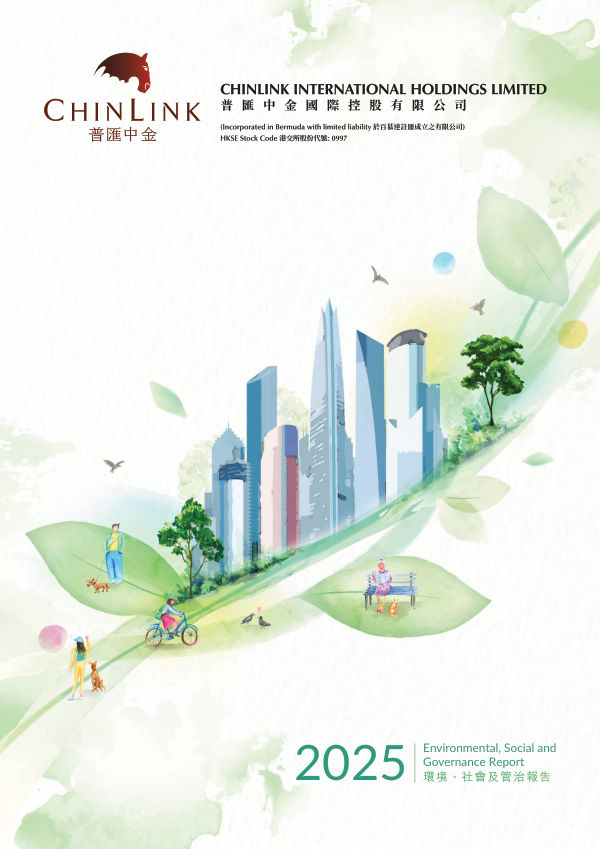 CHINLINK
普匯中金
CHINLINK INTERNATIONAL HOLDINGS LIMITED
普匯中金國際控股有限公司
(Incorporated in Bermuda with limited liability 於百慕達註冊成立之有限公司)
HKSE Stock Code 港交所股份代號: 0997
2025
Environmental, Social and
Governance Report
環境、社會及管治報告